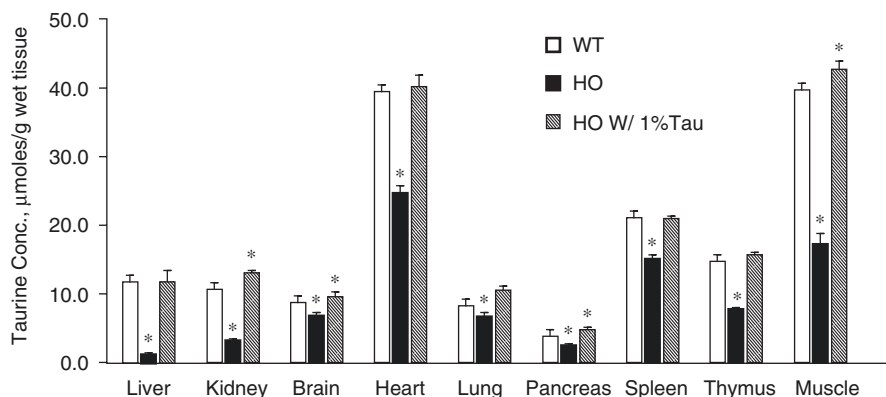 Taurine Conc., μmoles/g wet tissue
50.0
40.0
30.0
20.0
10.0
0.0
WT
HO
HO W/ 1%Tau
* * * * * * * * * * * * *
Liver Kidney Brain Heart Lung Pancreas Spleen Thymus Muscle